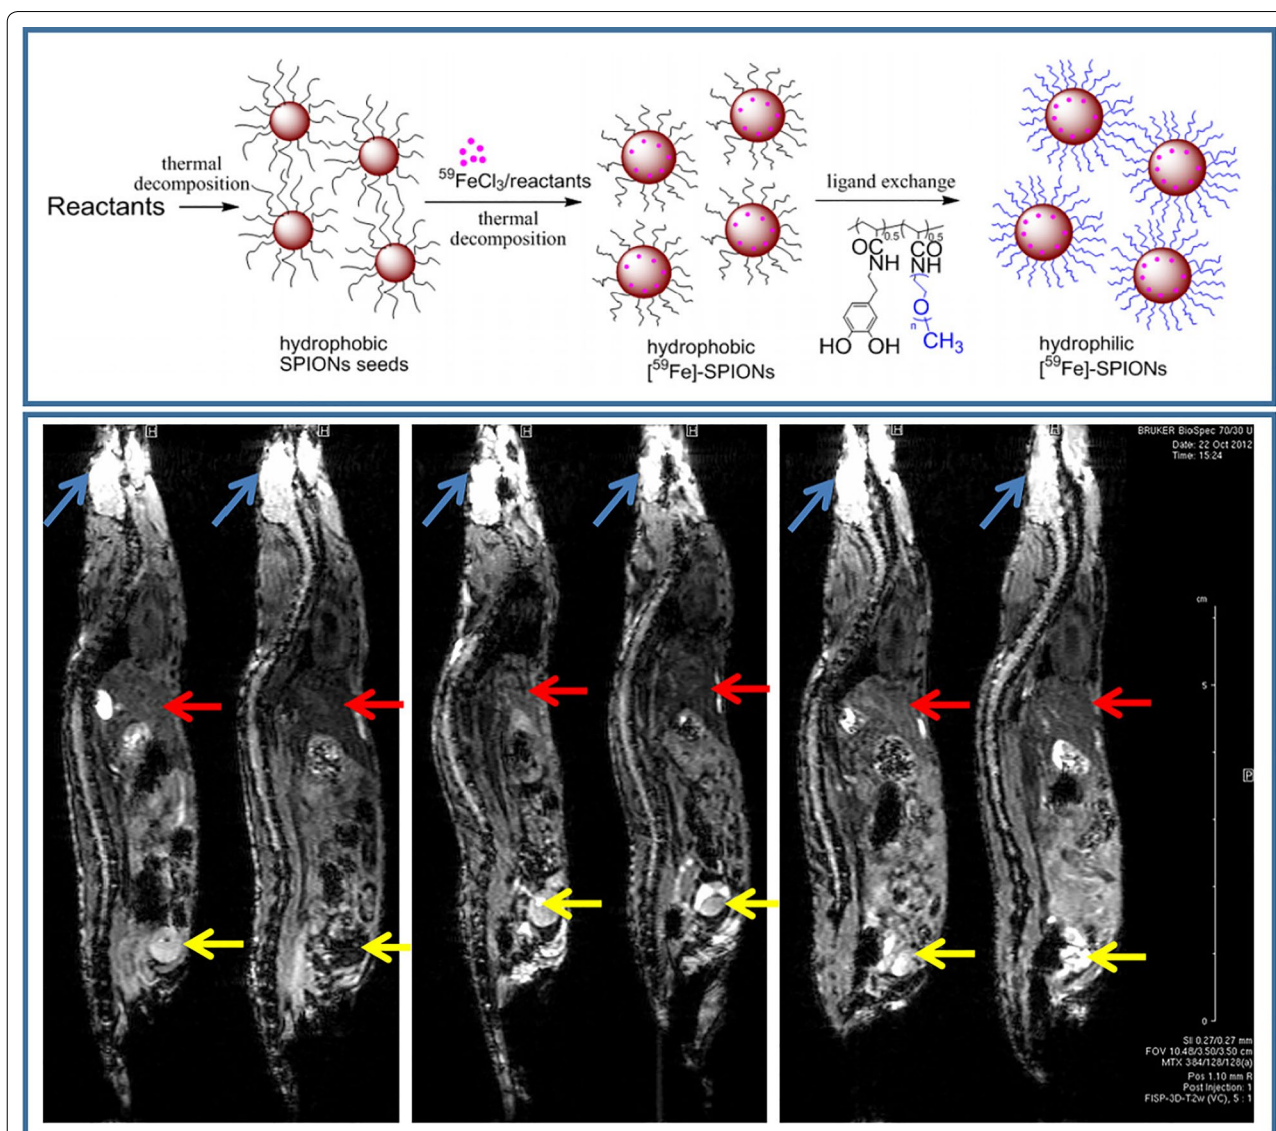 Reactants
thermal
decomposition
hydrophobic
SPIONs seeds
⁵⁹FeCl₃/reactants
thermal
decomposition
hydrophobic
[⁵⁹Fe]-SPIONs
ligand exchange
0.5 0.5
OC CO
NH NH
O
n
CH₃
HO OH
hydrophilic
[⁵⁹Fe]-SPIONs
H H H H H H
BRUKER BioSpec 70/30 U
Date: 22 Oct 2012
Time: 15:24
cm
5
P
0
SII 0.27/0.27 mm
FOV 10.48/3.50/3.50 cm
MTX 384/128/128(a)
Pos 1.10 mm R
Post Injection: 1
FISP-3D-T2w (VC), 5 : 1